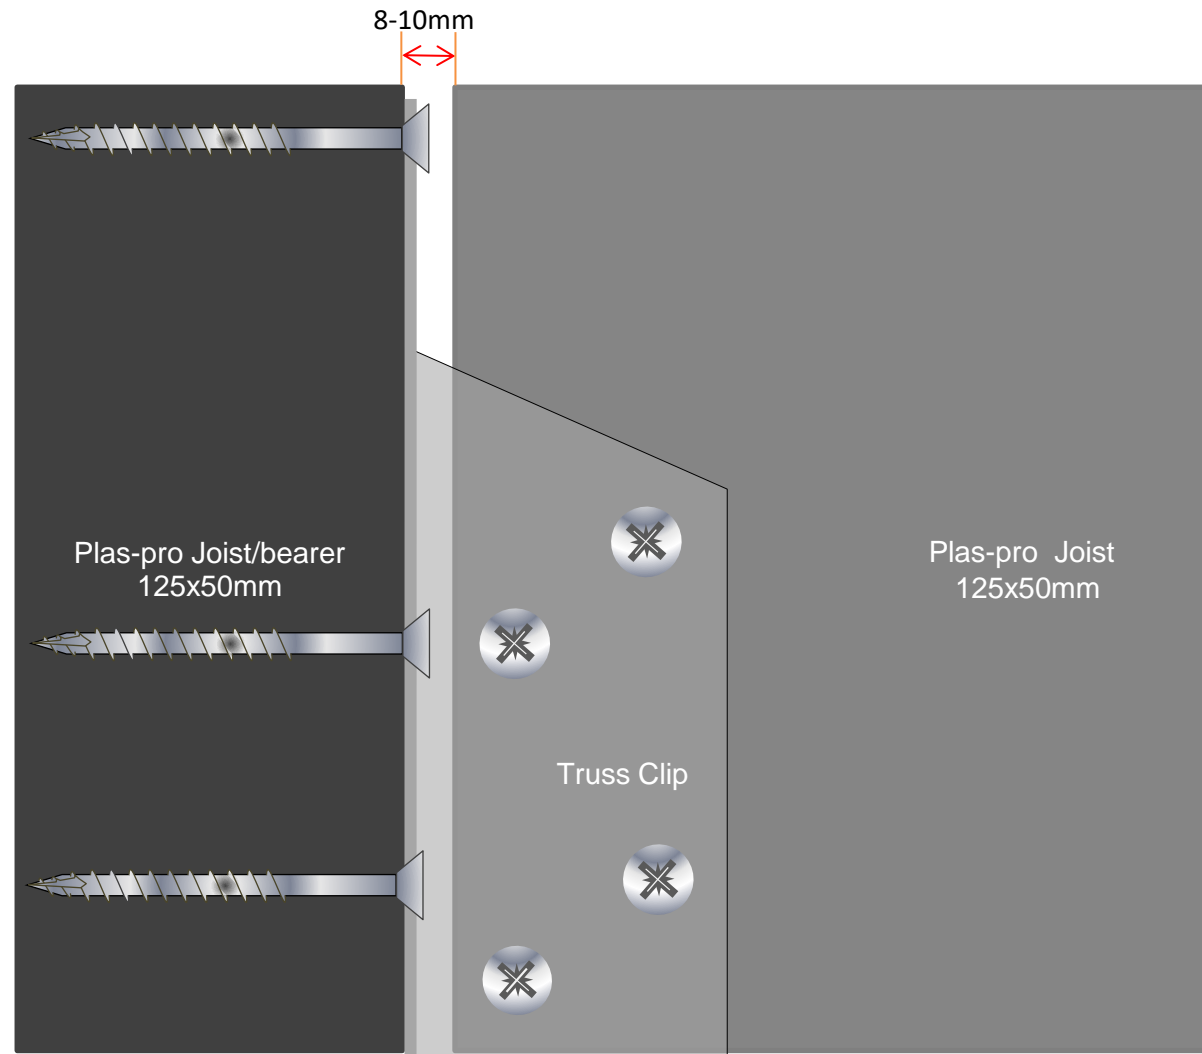 8-10mm
Plas-pro Joist/bearer
125x50mm
Plas-pro Joist
125x50mm
Truss Clip